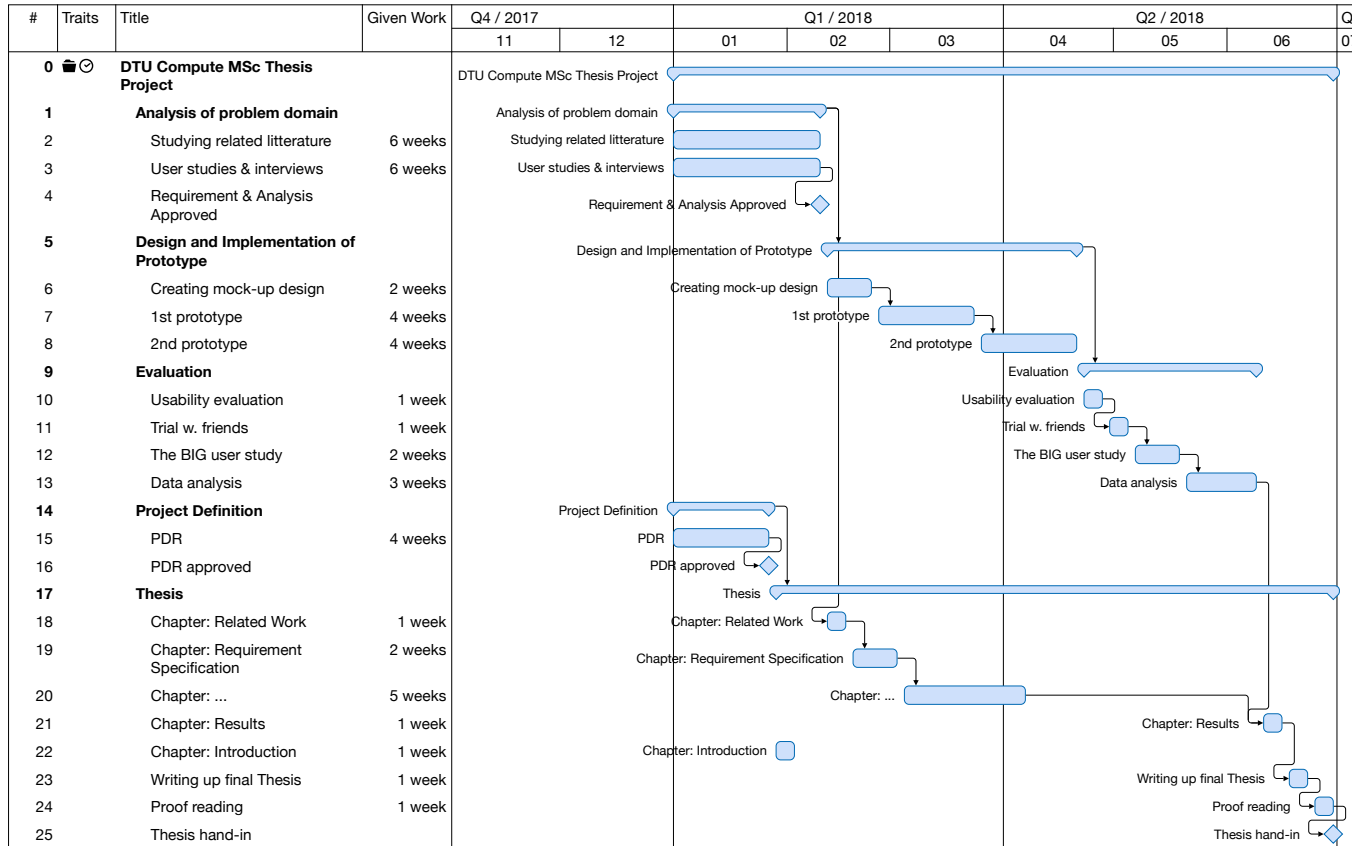 # Traits Title Given Work Q4 / 2017 Q1 / 2018 Q2 / 2018 Q
11 12 01 02 03 04 05 06 07
0 DTU Compute MSc Thesis
Project
DTU Compute MSc Thesis Project
1 Analysis of problem domain Analysis of problem domain
2 Studying related litterature 6 weeks Studying related litterature
3 User studies & interviews 6 weeks User studies & interviews
4 Requirement & Analysis
Approved
Requirement & Analysis Approved
5 Design and Implementation of
Prototype
Design and Implementation of Prototype
6 Creating mock-up design 2 weeks Creating mock-up design
7 1st prototype 4 weeks 1st prototype
8 2nd prototype 4 weeks 2nd prototype
9 Evaluation Evaluation
10 Usability evaluation 1 week Usability evaluation
11 Trial w. friends 1 week Trial w. friends
12 The BIG user study 2 weeks The BIG user study
13 Data analysis 3 weeks Data analysis
14 Project Definition Project Definition
15 PDR 4 weeks PDR
16 PDR approved PDR approved
17 Thesis Thesis
18 Chapter: Related Work 1 week Chapter: Related Work
19 Chapter: Requirement
Specification
2 weeks Chapter: Requirement Specification
20 Chapter: ... 5 weeks Chapter: ...
21 Chapter: Results 1 week Chapter: Results
22 Chapter: Introduction 1 week Chapter: Introduction
23 Writing up final Thesis 1 week Writing up final Thesis
24 Proof reading 1 week Proof reading
25 Thesis hand-in Thesis hand-in